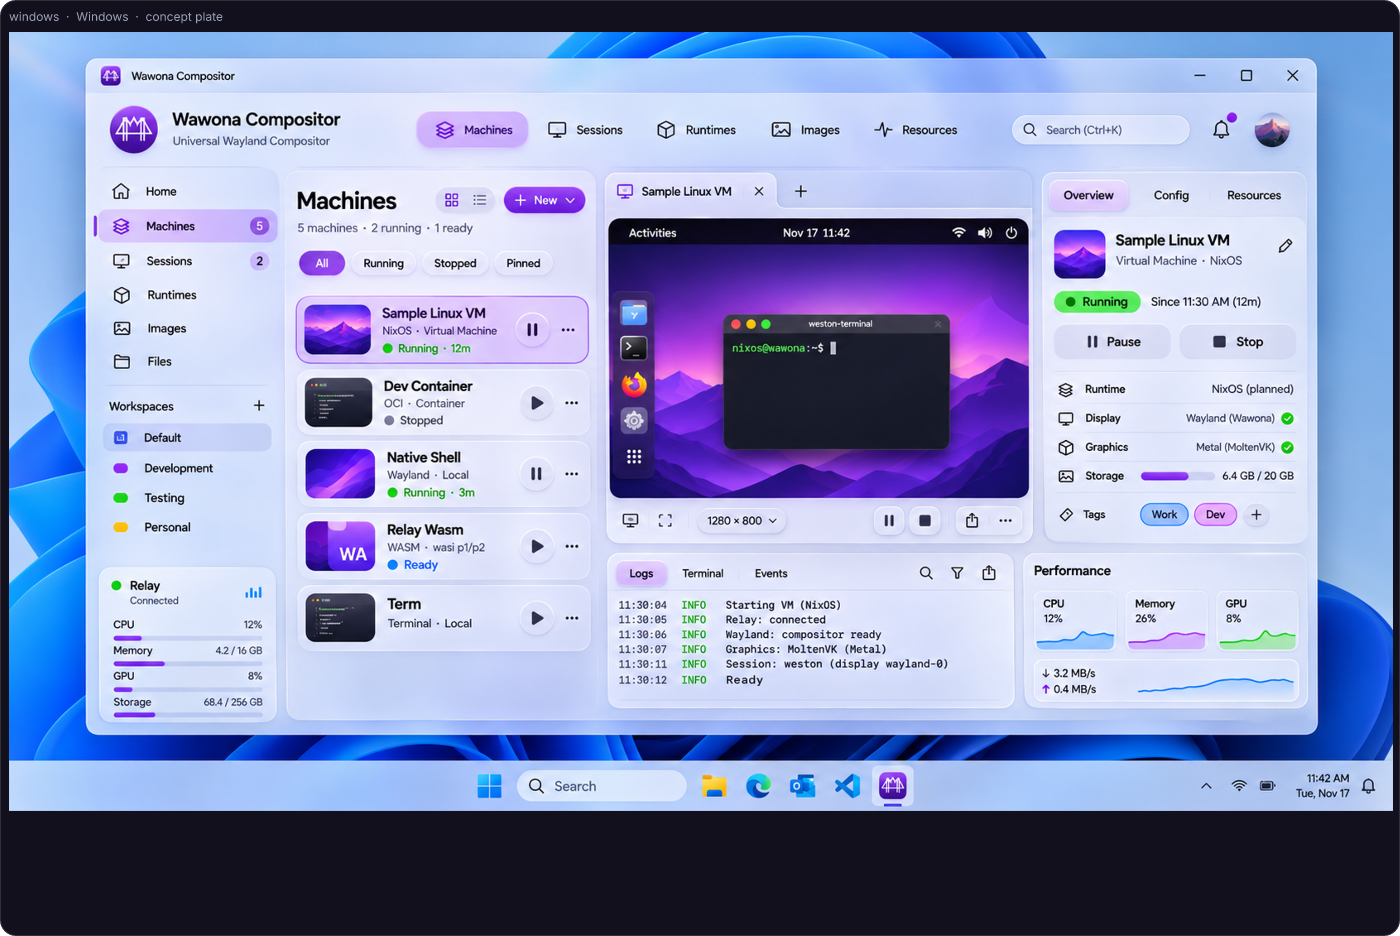 windows · Windows · concept plate
Wawona Compositor
Wawona Compositor
Universal Wayland Compositor
Machines
Sessions
Runtimes
Images
Resources
Search (Ctrl+K)
Home
Machines 5
Sessions 2
Runtimes
Images
Files
Workspaces
Default
Development
Testing
Personal
Relay
Connected
CPU 12%
Memory 4.2 / 16 GB
GPU 8%
Storage 68.4 / 256 GB
Machines
New
5 machines · 2 running · 1 ready
All
Running
Stopped
Pinned
Sample Linux VM
NixOS · Virtual Machine
Running · 12m
Dev Container
OCI · Container
Stopped
Native Shell
Wayland · Local
Running · 3m
WA
Relay Wasm
WASM · wasi p1/p2
Ready
Term
Terminal · Local
Sample Linux VM
Activities
Nov 17 11:42
weston-terminal
nixos@wawona:~$
1280 × 800
Logs
Terminal
Events
11:30:04 INFO Starting VM (NixOS)
11:30:05 INFO Relay: connected
11:30:06 INFO Wayland: compositor ready
11:30:07 INFO Graphics: MoltenVK (Metal)
11:30:11 INFO Session: weston (display wayland-0)
11:30:12 INFO Ready
Overview
Config
Resources
Sample Linux VM
Virtual Machine · NixOS
Running
Since 11:30 AM (12m)
Pause
Stop
Runtime NixOS (planned)
Display Wayland (Wawona)
Graphics Metal (MoltenVK)
Storage 6.4 GB / 20 GB
Tags Work Dev
Performance
CPU
12%
Memory
26%
GPU
8%
3.2 MB/s
0.4 MB/s
Search
11:42 AM
Tue, Nov 17